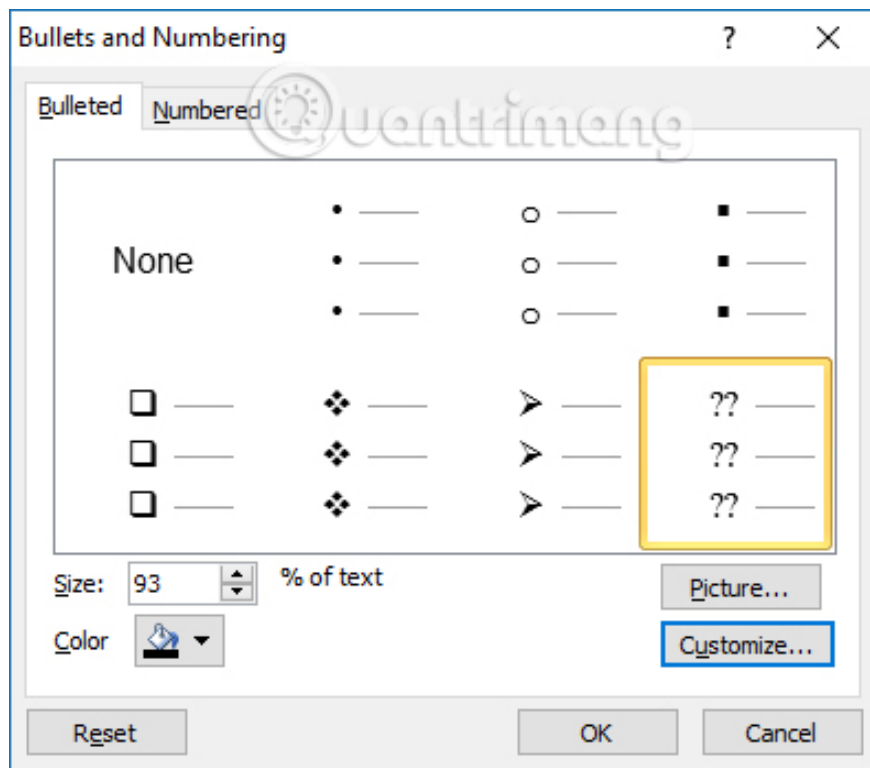 Bullets and Numbering ?
Bulleted Numbered
Quantrimang
None
??
??
??
Size: 93 % of text
Picture...
Color
Customize...
Reset OK Cancel